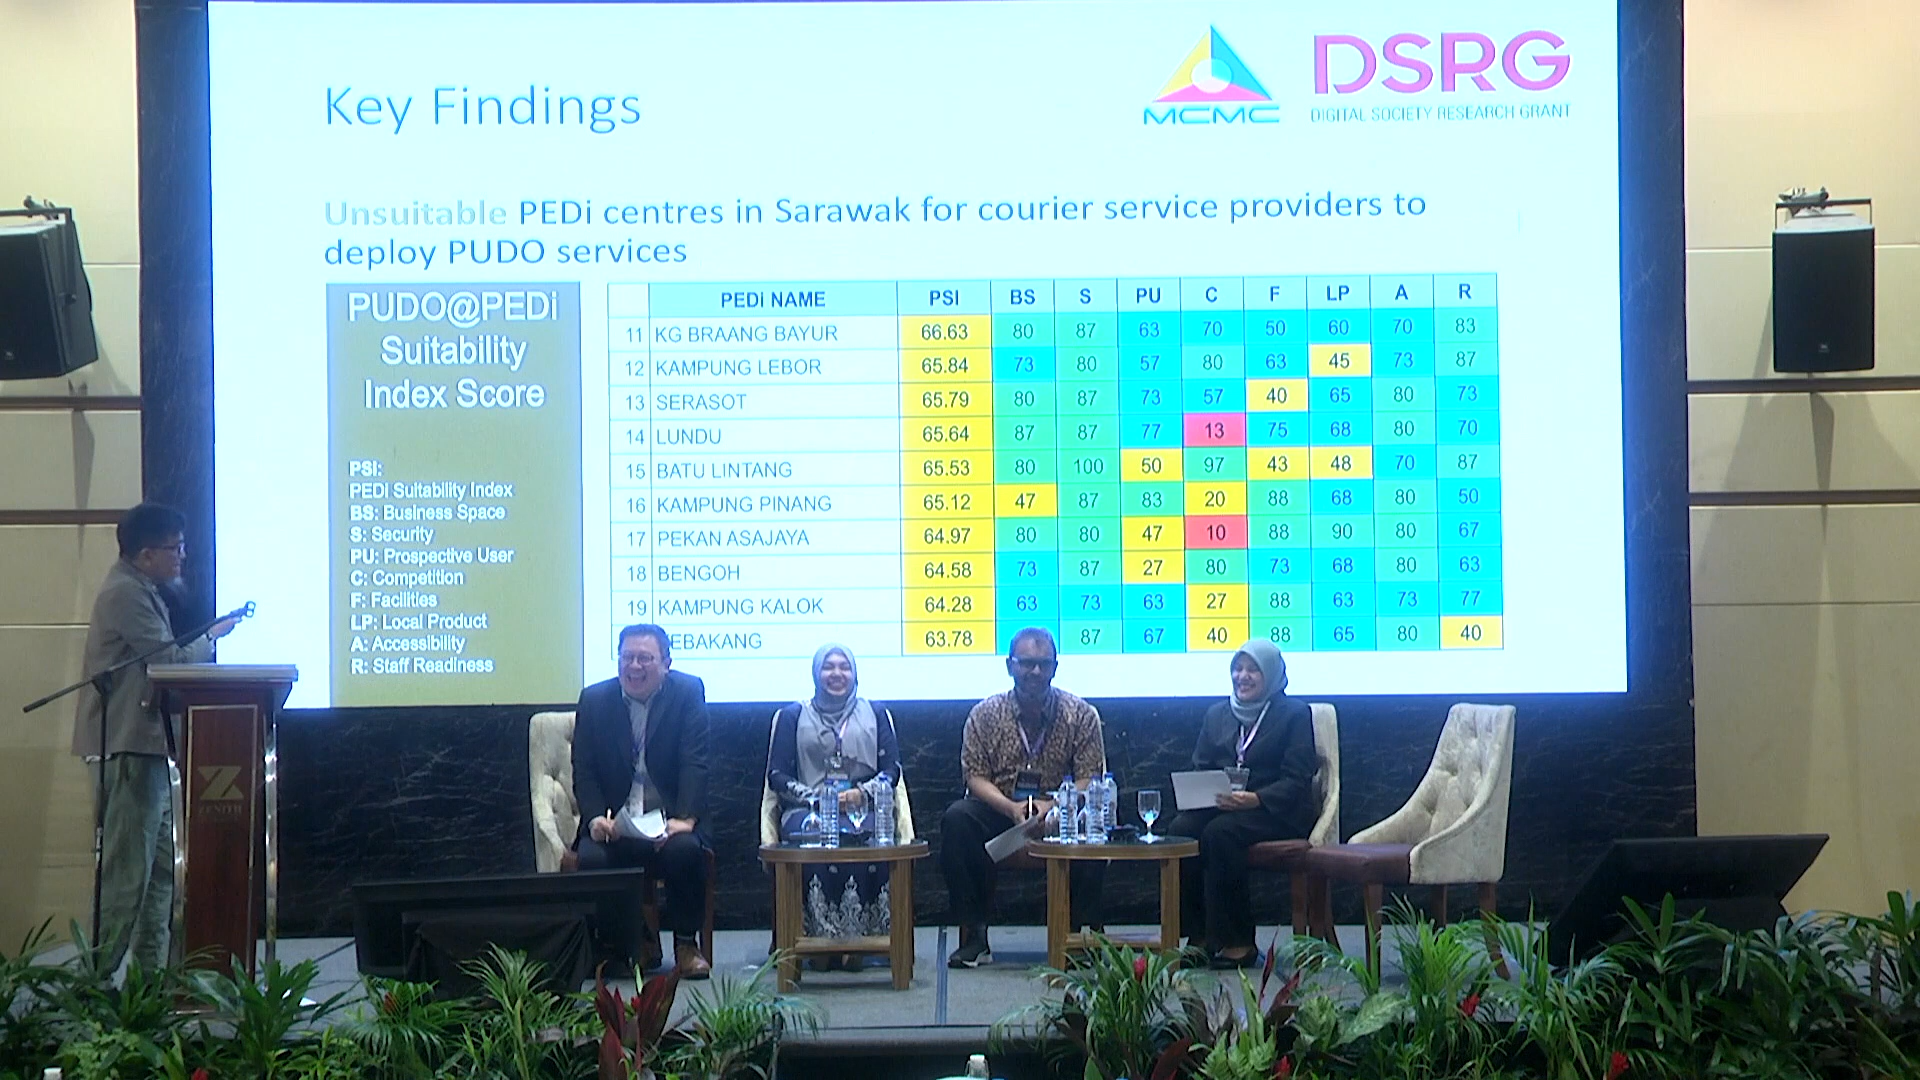 Key Findings
MCMC
DSRG
DIGITAL SOCIETY RESEARCH GRANT
Unsuitable PEDi centres in Sarawak for courier service providers to
deploy PUDO services
PUDO@PEDi
Suitability
Index Score
PSI:
PEDi Suitability Index
BS: Business Space
S: Security
PU: Prospective User
C: Competition
F: Facilities
LP: Local Product
A: Accessibility
R: Staff Readiness
PEDi NAME PSI BS S PU C F LP A R
11 KG BRAANG BAYUR 66.63 80 87 63 70 50 60 70 83
12 KAMPUNG LEBOR 65.84 73 80 57 80 63 45 73 87
13 SERASOT 65.79 80 87 73 57 40 65 80 73
14 LUNDU 65.64 87 87 77 13 75 68 80 70
15 BATU LINTANG 65.53 80 100 50 97 43 48 70 87
16 KAMPUNG PINANG 65.12 47 87 83 20 88 68 80 50
17 PEKAN ASAJAYA 64.97 80 80 47 10 88 90 80 67
18 BENGOH 64.58 73 87 27 80 73 68 80 63
19 KAMPUNG KALOK 64.28 63 73 63 27 88 63 73 77
EBAKANG 63.78 87 67 40 88 65 80 40
Z
ZENITH